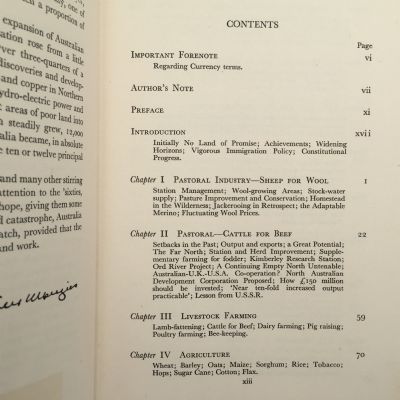 one of
h a proportion of
expansion of Australian
ation rose from a little
over three-quarters of a
discoveries and develop-
and copper in Northern
ydro-electric power and
areas of poor land into
n steadily grew, 12,000
alia became, in absolute
e ten or twelve principal
and many other stirring
attention to the 'sixties,
hope, giving them some
d catastrophe, Australia
atch, provided that the
and work.
CONTENTS
Page
IMPORTANT FORENOTE vi
Regarding Currency terms.
AUTHOR'S NOTE vii
PREFACE xi
INTRODUCTION xvii
Initially No Land of Promise; Achievements; Widening
Horizons; Vigorous Immigration Policy; Constitutional
Progress.
Chapter I PASTORAL INDUSTRY—SHEEP FOR WOOL 1
Station Management; Wool-growing Areas; Stock-water
supply; Pasture Improvement and Conservation; Homestead
in the Wilderness; Jackerooing in Retrospect; the Adaptable
Merino; Fluctuating Wool Prices.
Chapter II PASTORAL—CATTLE FOR BEEF 22
Setbacks in the Past; Output and exports; a Great Potential;
The Far North; Station and Herd Improvement; Supple-
mentary farming for fodder; Kimberley Research Station;
Ord River Project; A Continuing Empty North Untenable;
Australian-U.K.-U.S.A. Co-operation? North Australian
Development Corporation Proposed; How £150 million
should be invested; 'Near ten-fold increased output
practicable'; Lesson from U.S.S.R.
Chapter III LIVESTOCK FARMING 59
Lamb-fattening; Cattle for Beef; Dairy farming; Pig raising;
Poultry farming; Bee-keeping.
Chapter IV AGRICULTURE 70
Wheat; Barley; Oats; Maize; Sorghum; Rice; Tobacco;
Hops; Sugar Cane; Cotton; Flax.
xiii